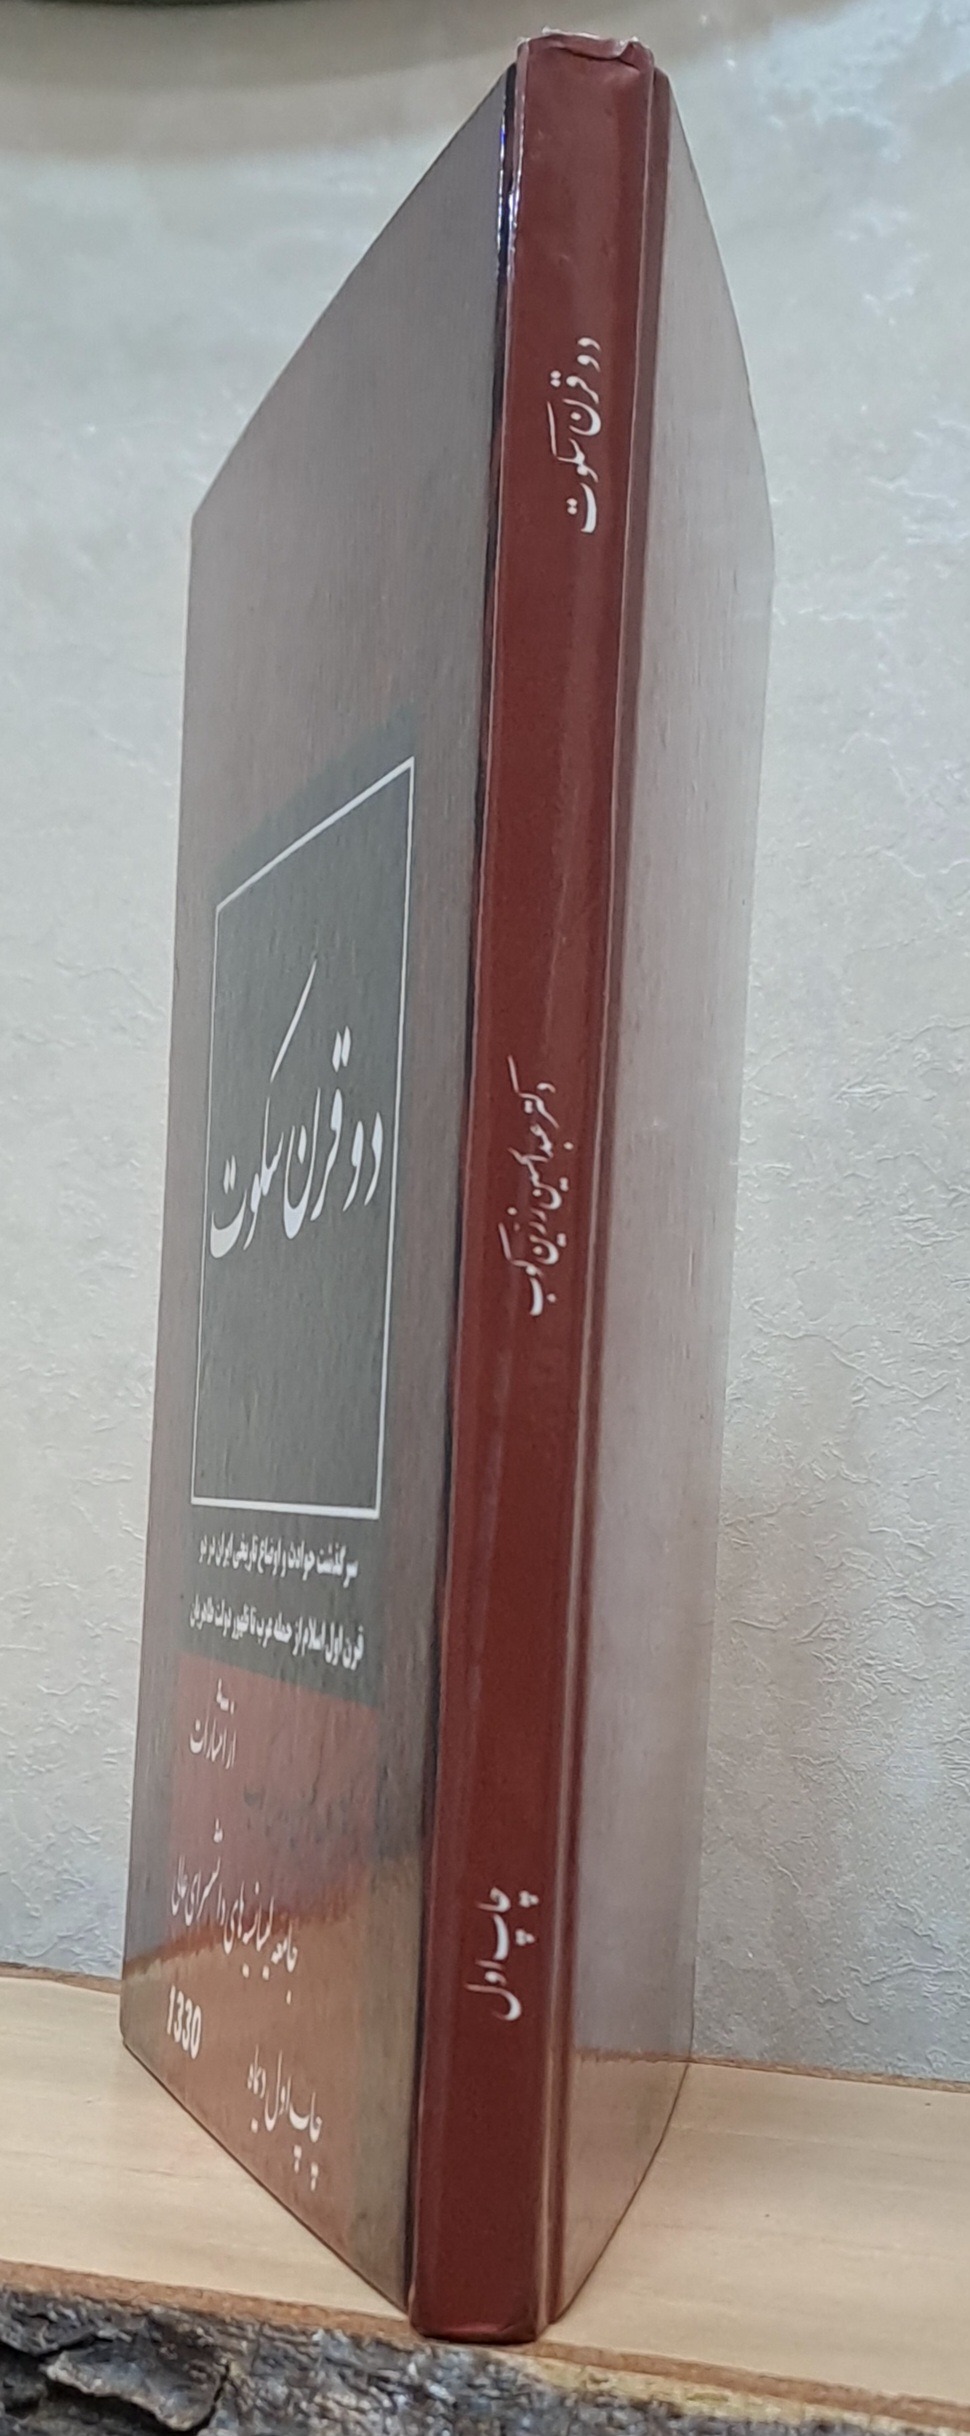 دو قرن سکوت
دکتر عبدالحسین زرین کوب
چاپ اول
دو قرن سکوت
سرگذشت حوادث و اوضاع تاریخی ایران در دو
قرن اول اسلام از حمله عرب تا ظهور دولت طاهریان
از انتشارات
جامعه لیسانسیه های دانشسرای عالی
چاپ اول دیماه
1330